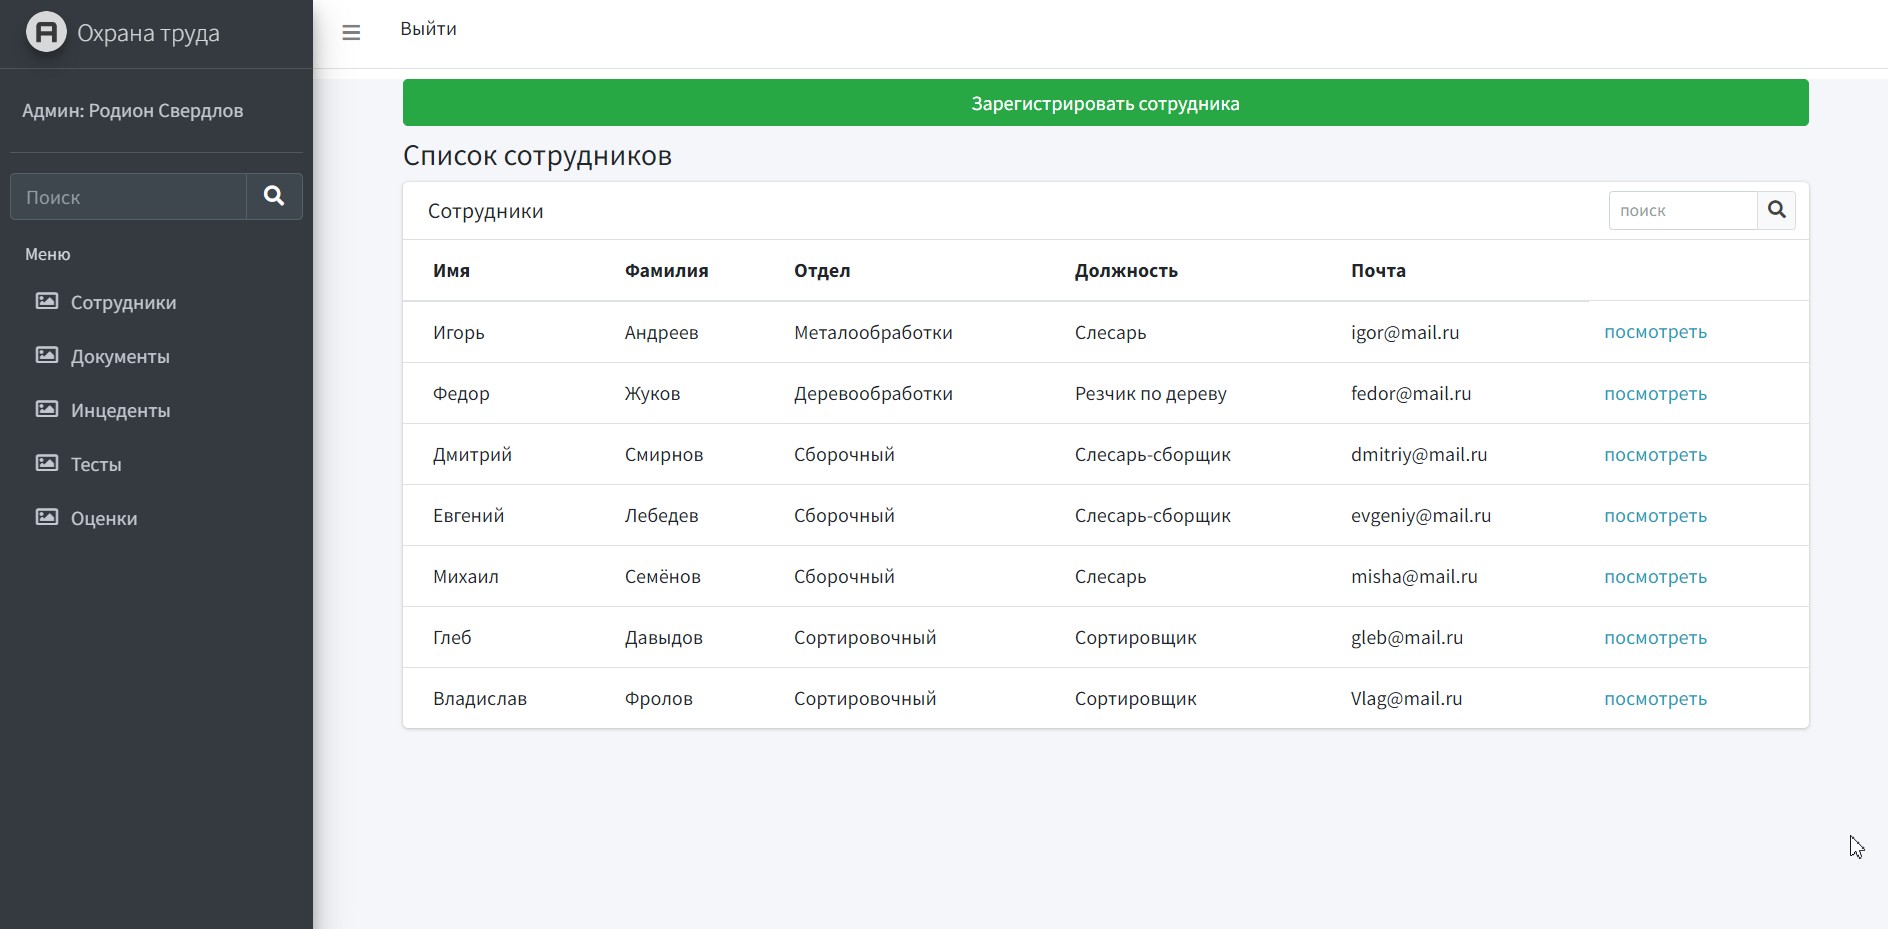 Охрана труда
Выйти
Админ: Родион Свердлов
Поиск
Меню
Сотрудники
Документы
Инцеденты
Тесты
Оценки
Зарегистрировать сотрудника
Список сотрудников
Сотрудники
поиск
Имя Фамилия Отдел Должность Почта
Игорь Андреев Металообработки Слесарь igor@mail.ru посмотреть
Федор Жуков Деревообработки Резчик по дереву fedor@mail.ru посмотреть
Дмитрий Смирнов Сборочный Слесарь-сборщик dmitriy@mail.ru посмотреть
Евгений Лебедев Сборочный Слесарь-сборщик evgeniy@mail.ru посмотреть
Михаил Семёнов Сборочный Слесарь misha@mail.ru посмотреть
Глеб Давыдов Сортировочный Сортировщик gleb@mail.ru посмотреть
Владислав Фролов Сортировочный Сортировщик Vlag@mail.ru посмотреть